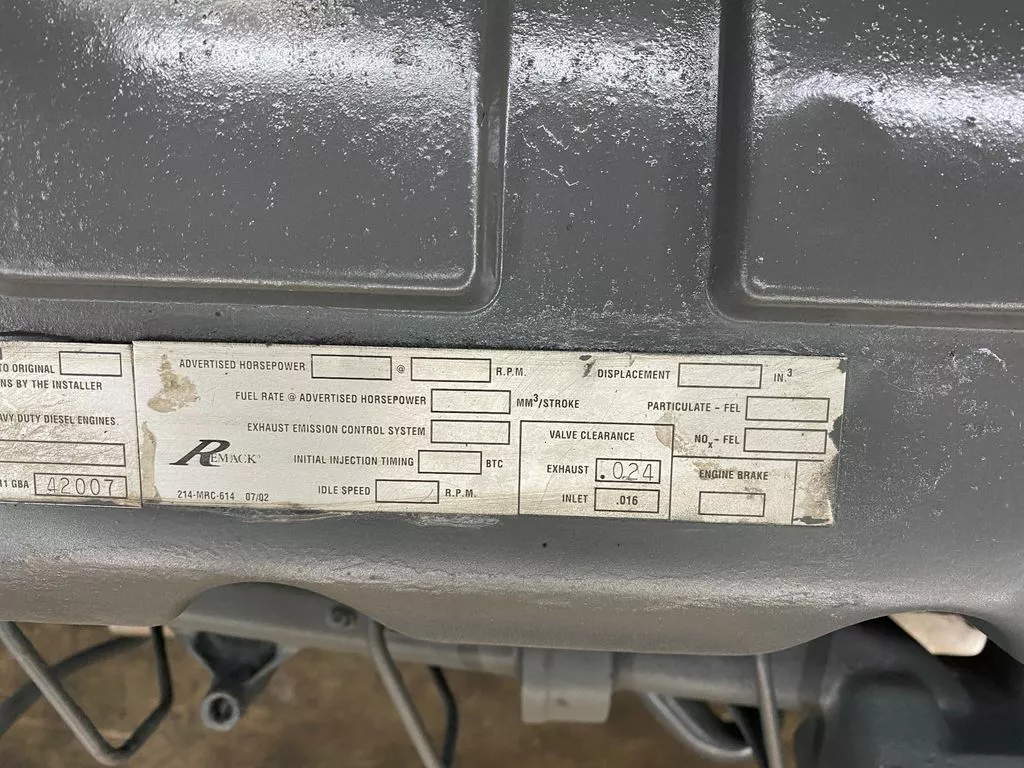 TO ORIGINAL
NS BY THE INSTALLER
AVY DUTY DIESEL ENGINES.
11 GBA 42007
ADVERTISED HORSEPOWER @ R.P.M.
DISPLACEMENT IN.³
FUEL RATE @ ADVERTISED HORSEPOWER MM³/STROKE
PARTICULATE - FEL
EXHAUST EMISSION CONTROL SYSTEM
NOx - FEL
REMACK
INITIAL INJECTION TIMING BTC
214-MRC-614 07/02
IDLE SPEED R.P.M.
VALVE CLEARANCE
EXHAUST .024
INLET .016
ENGINE BRAKE